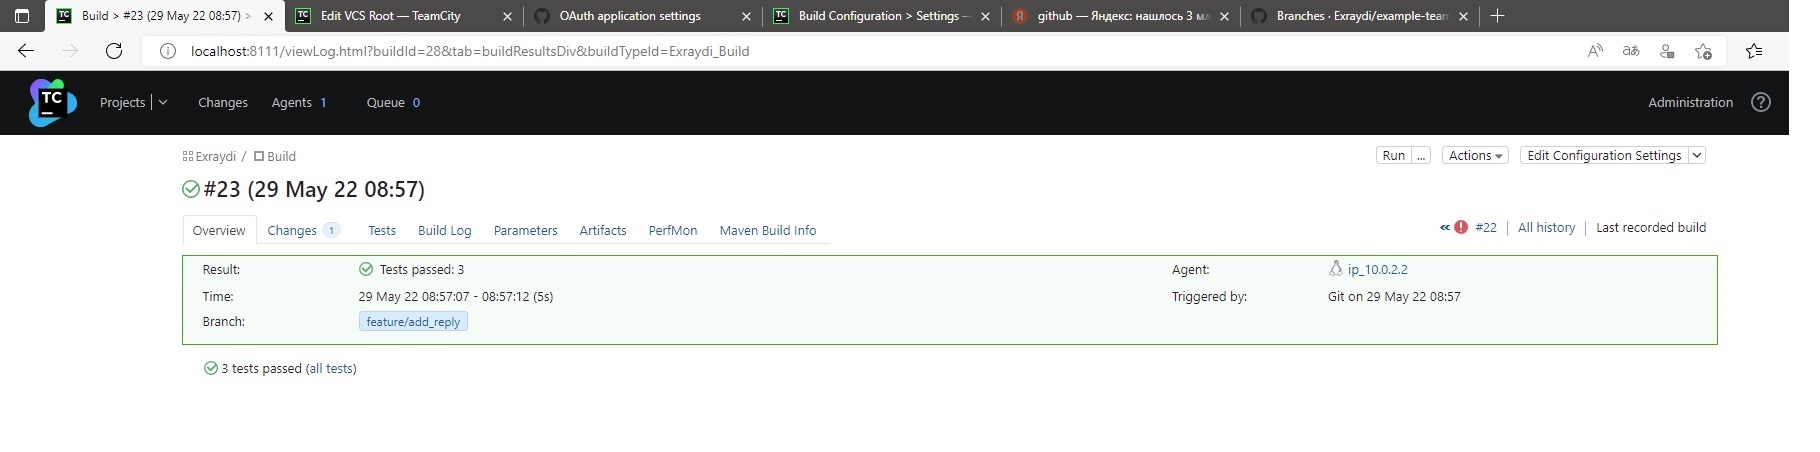 Build > #23 (29 May 22 08:57) >
Edit VCS Root — TeamCity
OAuth application settings
Build Configuration > Settings —
github — Яндекс: нашлось 3 мл
Branches · Exraydi/example-team
localhost:8111/viewLog.html?buildId=28&tab=buildResultsDiv&buildTypeId=Exraydi_Build
TC
Projects
Changes
Agents 1
Queue 0
Administration
Exraydi / Build
Run ...
Actions
Edit Configuration Settings
#23 (29 May 22 08:57)
Overview
Changes 1
Tests
Build Log
Parameters
Artifacts
PerfMon
Maven Build Info
#22
All history
Last recorded build
Result: Tests passed: 3
Agent: ip_10.0.2.2
Time: 29 May 22 08:57:07 - 08:57:12 (5s)
Triggered by: Git on 29 May 22 08:57
Branch: feature/add_reply
3 tests passed (all tests)